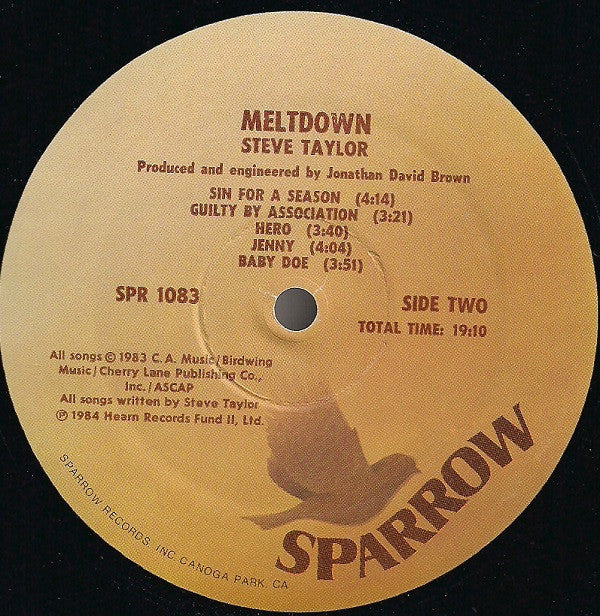 MELTDOWN
STEVE TAYLOR
Produced and engineered by Jonathan David Brown
SIN FOR A SEASON (4:14)
GUILTY BY ASSOCIATION (3:21)
HERO (3:40)
JENNY (4:04)
BABY DOE (3:51)
SPR 1083
SIDE TWO
TOTAL TIME: 19:10
All songs © 1983 C. A. Music/Birdwing
Music/Cherry Lane Publishing Co.,
Inc./ASCAP
All songs written by Steve Taylor
℗ 1984 Hearn Records Fund II, Ltd.
SPARROW
SPARROW RECORDS, INC. CANOGA PARK, CA